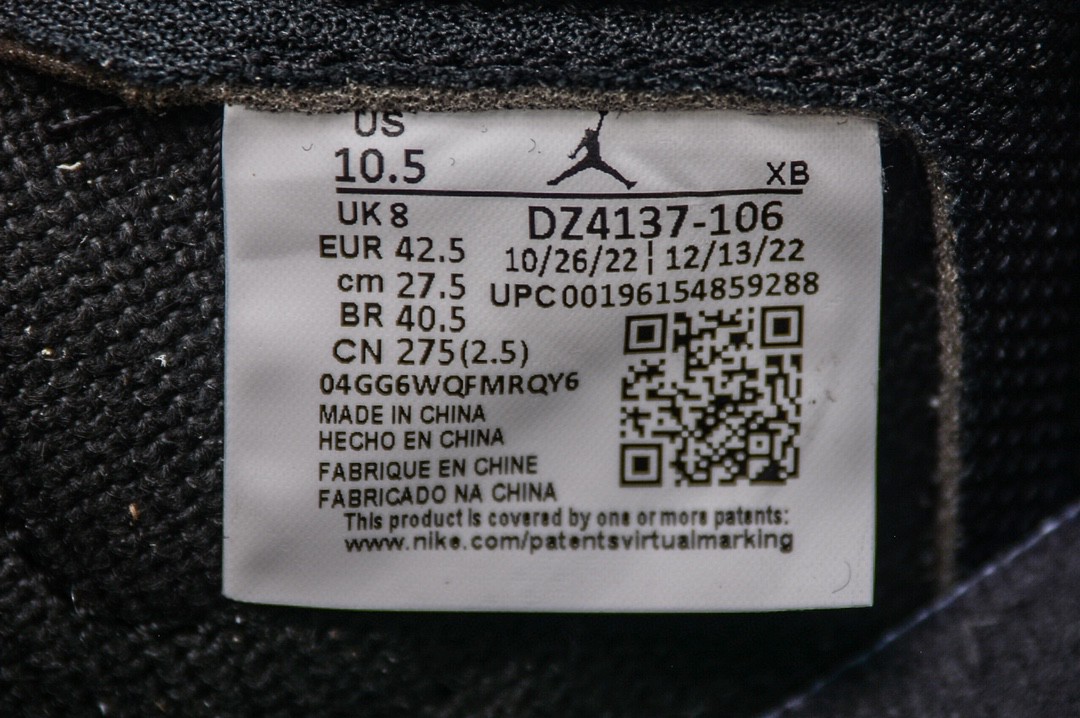 US
10.5 XB
UK 8 DZ4137-106
EUR 42.5 10/26/22 | 12/13/22
cm 27.5 UPC00196154859288
BR 40.5
CN 275(2.5)
04GG6WQFMRQY6
MADE IN CHINA
HECHO EN CHINA
FABRIQUE EN CHINE
FABRICADO NA CHINA
This product is covered by one or more patents:
www.nike.com/patentsvirtualmarking